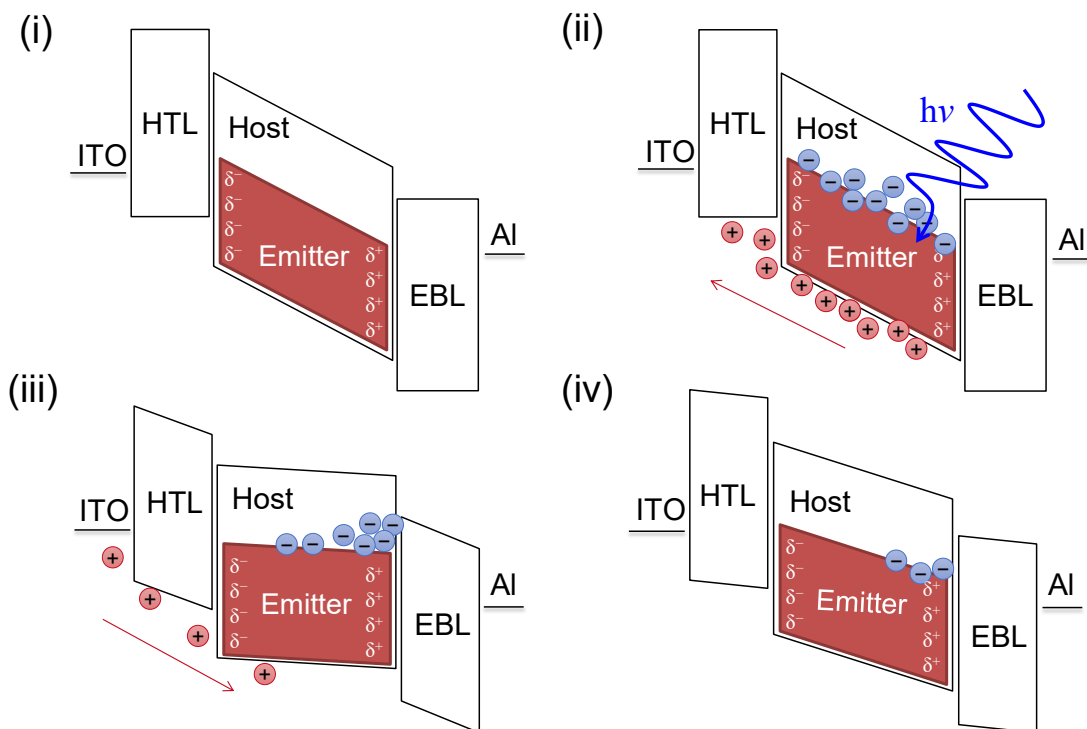 (i)
HTL
Host
ITO
δ⁻
δ⁻
δ⁻
δ⁻
Emitter
δ⁺
δ⁺
δ⁺
δ⁺
Al
EBL
(ii)
HTL
Host
hν
ITO
− − − − − − − − − −
δ⁻
δ⁻
δ⁻
δ⁻
Emitter
δ⁺
δ⁺
δ⁺
δ⁺
Al
EBL
+ + + + + + + + +
(iii)
HTL
Host
ITO
− − − − − − −
δ⁻
δ⁻
δ⁻
δ⁻
Emitter
δ⁺
δ⁺
δ⁺
δ⁺
Al
EBL
+ + + +
(iv)
HTL
Host
ITO
− − −
δ⁻
δ⁻
δ⁻
δ⁻
Emitter
δ⁺
δ⁺
δ⁺
δ⁺
Al
EBL